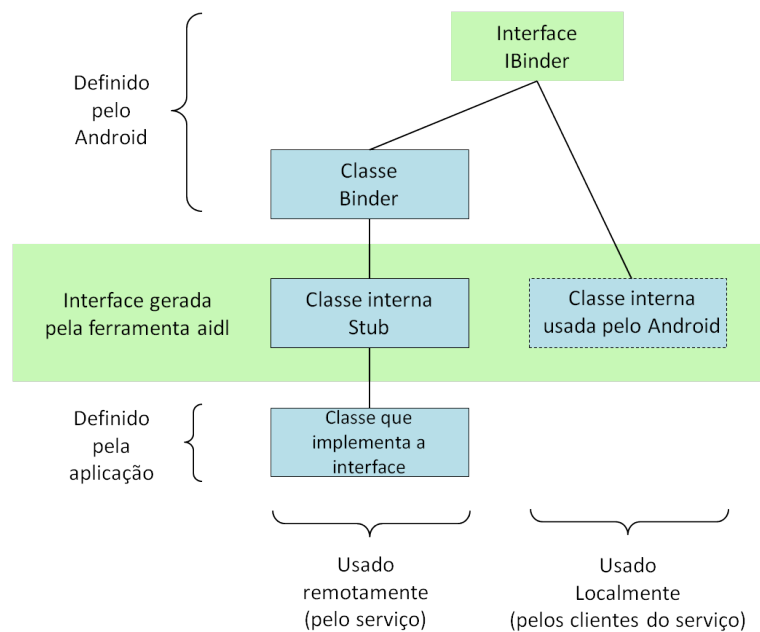 Interface
IBinder
Definido
pelo
Android
Classe
Binder
Interface gerada
pela ferramenta aidl
Classe interna
Stub
Classe interna
usada pelo Android
Definido
pela
aplicação
Classe que
implementa a
interface
Usado
remotamente
(pelo serviço)
Usado
Localmente
(pelos clientes do serviço)